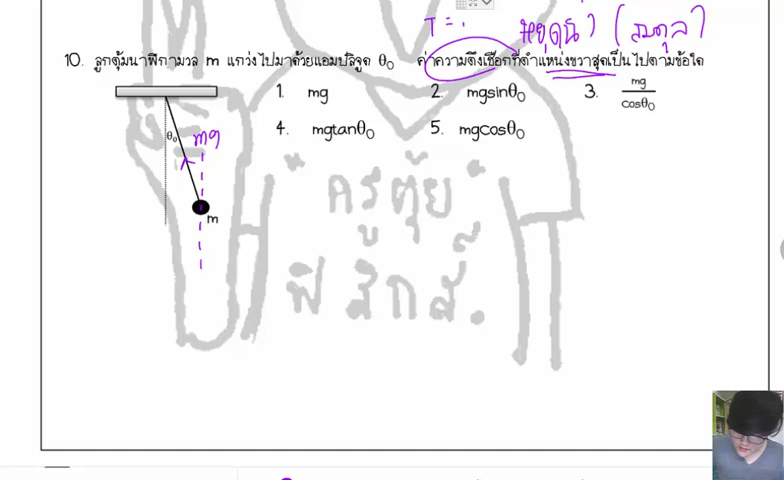 T = หยุดนิ่ง (สมดุล)
10. ลูกตุ้มนาฬิกามวล m แกว่งไปมาด้วยแอมปลิจูด θ₀ ค่าความตึงเชือกที่ตำแหน่งขวาสุดเป็นไปตามข้อใด
1. mg 2. mgsinθ₀ 3. mg/cosθ₀
4. mgtanθ₀ 5. mgcosθ₀
θ₀ mg
m
"ครูตุ้ย"
ฟิสิกส์.